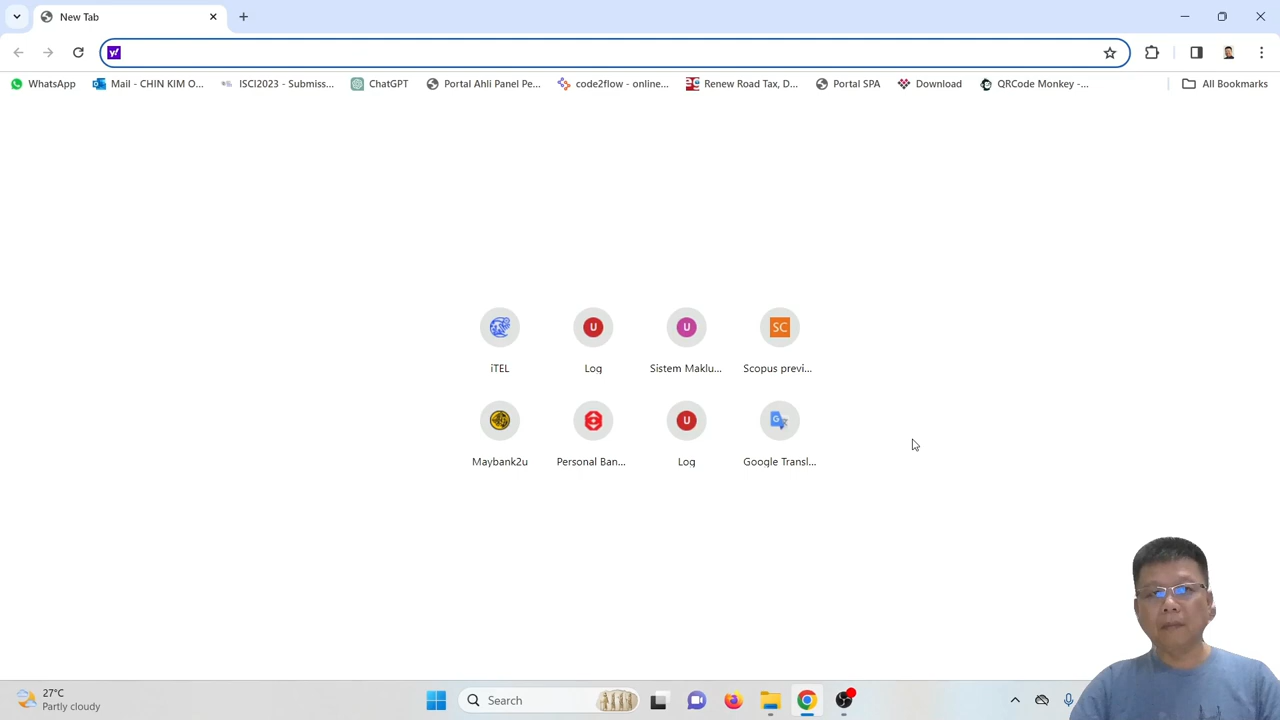 New Tab
y!
WhatsApp
Mail - CHIN KIM O...
ISCI2023 - Submiss...
ChatGPT
Portal Ahli Panel Pe...
code2flow - online...
Renew Road Tax, D...
Portal SPA
Download
QRCode Monkey -...
All Bookmarks
U
U
SC
iTEL
Log
Sistem Maklu...
Scopus previ...
U
G
Maybank2u
Personal Ban...
Log
Google Transl...
27°C
Partly cloudy
Search